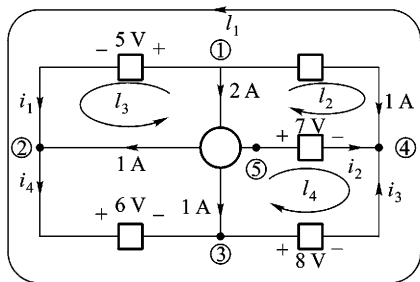 l₁
− 5 V + ①
i₁ l₃ 2 A l₂ 1 A
② 1 A ⑤ + 7 V − i₂ ④
i₄ 1 A l₄ i₃
+ 6 V − ③ + 8 V −